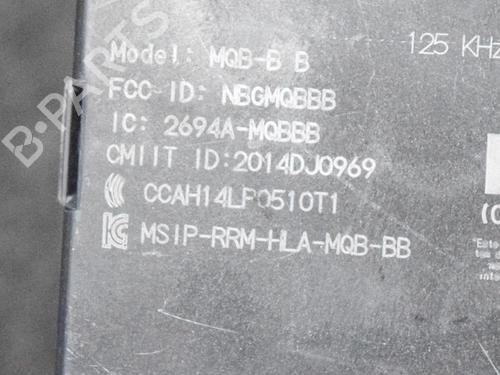 Model: MQB-B B
125 KHz
FCC ID: NBGMQBBB
IC: 2694A-MQBBB
CMIIT ID:2014DJ0969
CCAH14LP0510T1
MSIP-RRM-HLA-MQB-BB
B-PARTS